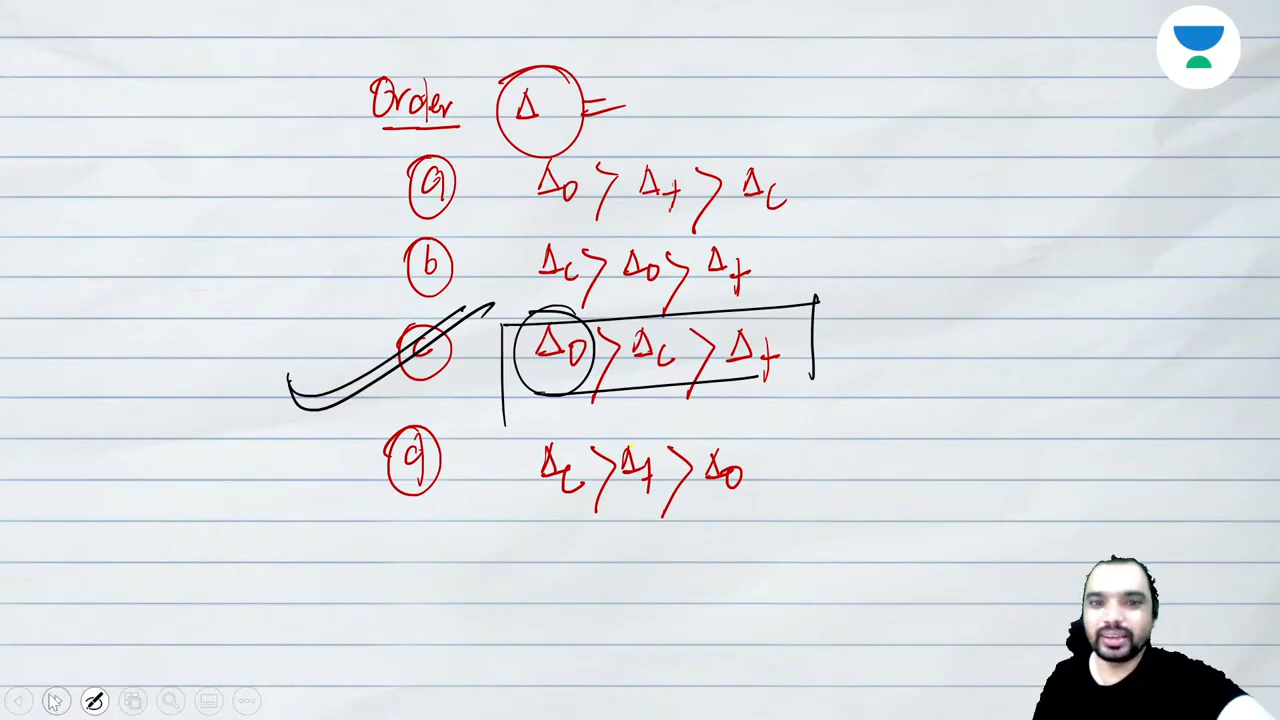 Order Δ =
a Δo > Δt > Δc
b Δc > Δo > Δt
c Δo > Δc > Δt
d Δc > Δt > Δo